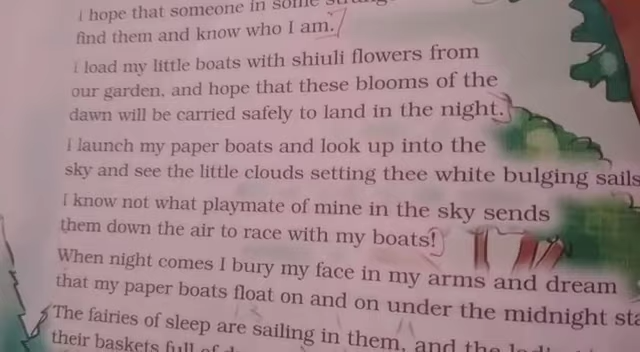 I hope that someone in some
find them and know who I am.
I load my little boats with shiuli flowers from
our garden, and hope that these blooms of the
dawn will be carried safely to land in the night.
I launch my paper boats and look up into the
sky and see the little clouds setting thee white bulging sails
I know not what playmate of mine in the sky sends
them down the air to race with my boats!
When night comes I bury my face in my arms and dream
that my paper boats float on and on under the midnight
The fairies of sleep are sailing in them, and the
their baskets full of